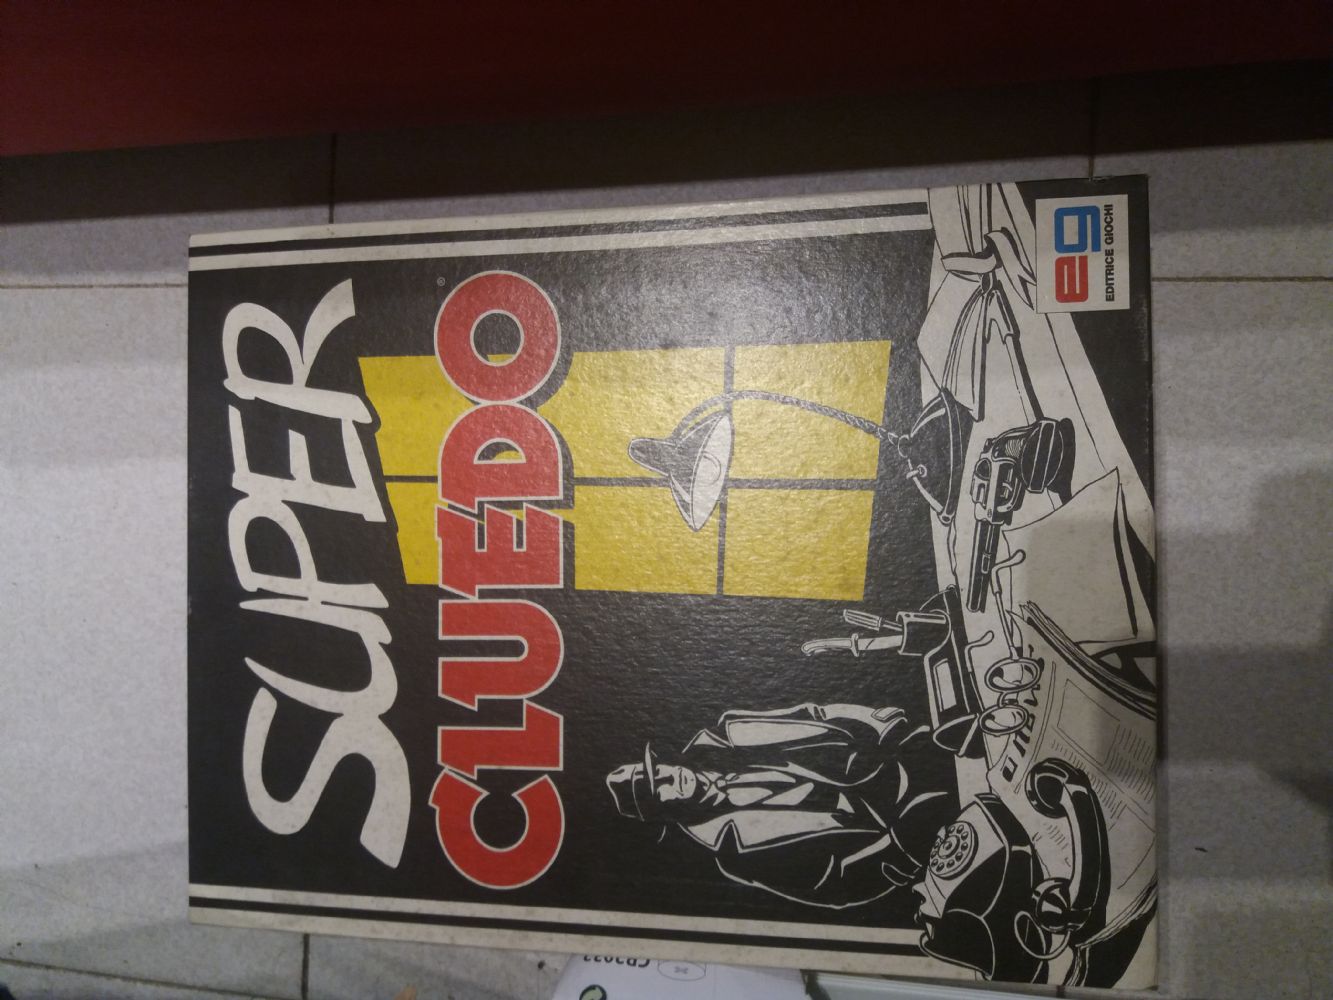 SUPER
CLUEDO
®
eg
EDITRICE GIOCHI